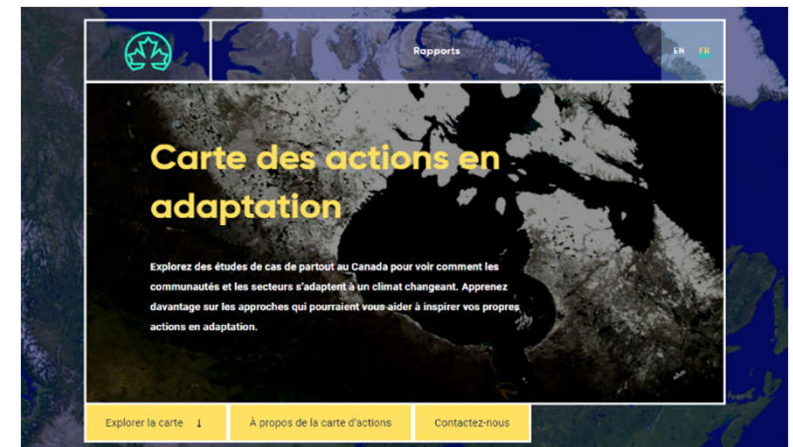 Rapports
EN FR
Carte des actions en
adaptation
Explorez des études de cas de partout au Canada pour voir comment les
communautés et les secteurs s'adaptent à un climat changeant. Apprenez
davantage sur les approches qui pourraient vous aider à inspirer vos propres
actions en adaptation.
Explorer la carte ↓
À propos de la carte d'actions
Contactez-nous